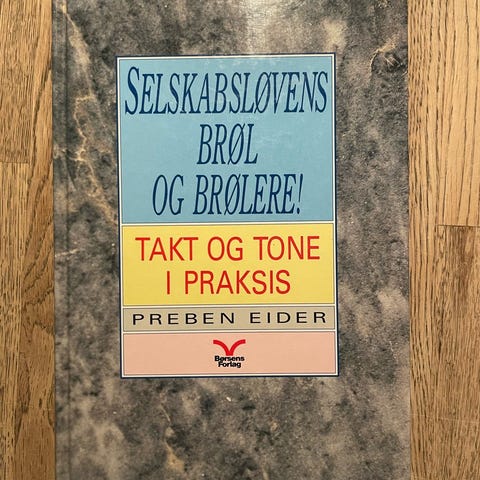 SELSKABSLØVENS
BRØL
OG BRØLERE!
TAKT OG TONE
I PRAKSIS
PREBEN EIDER
Børsens
Forlag